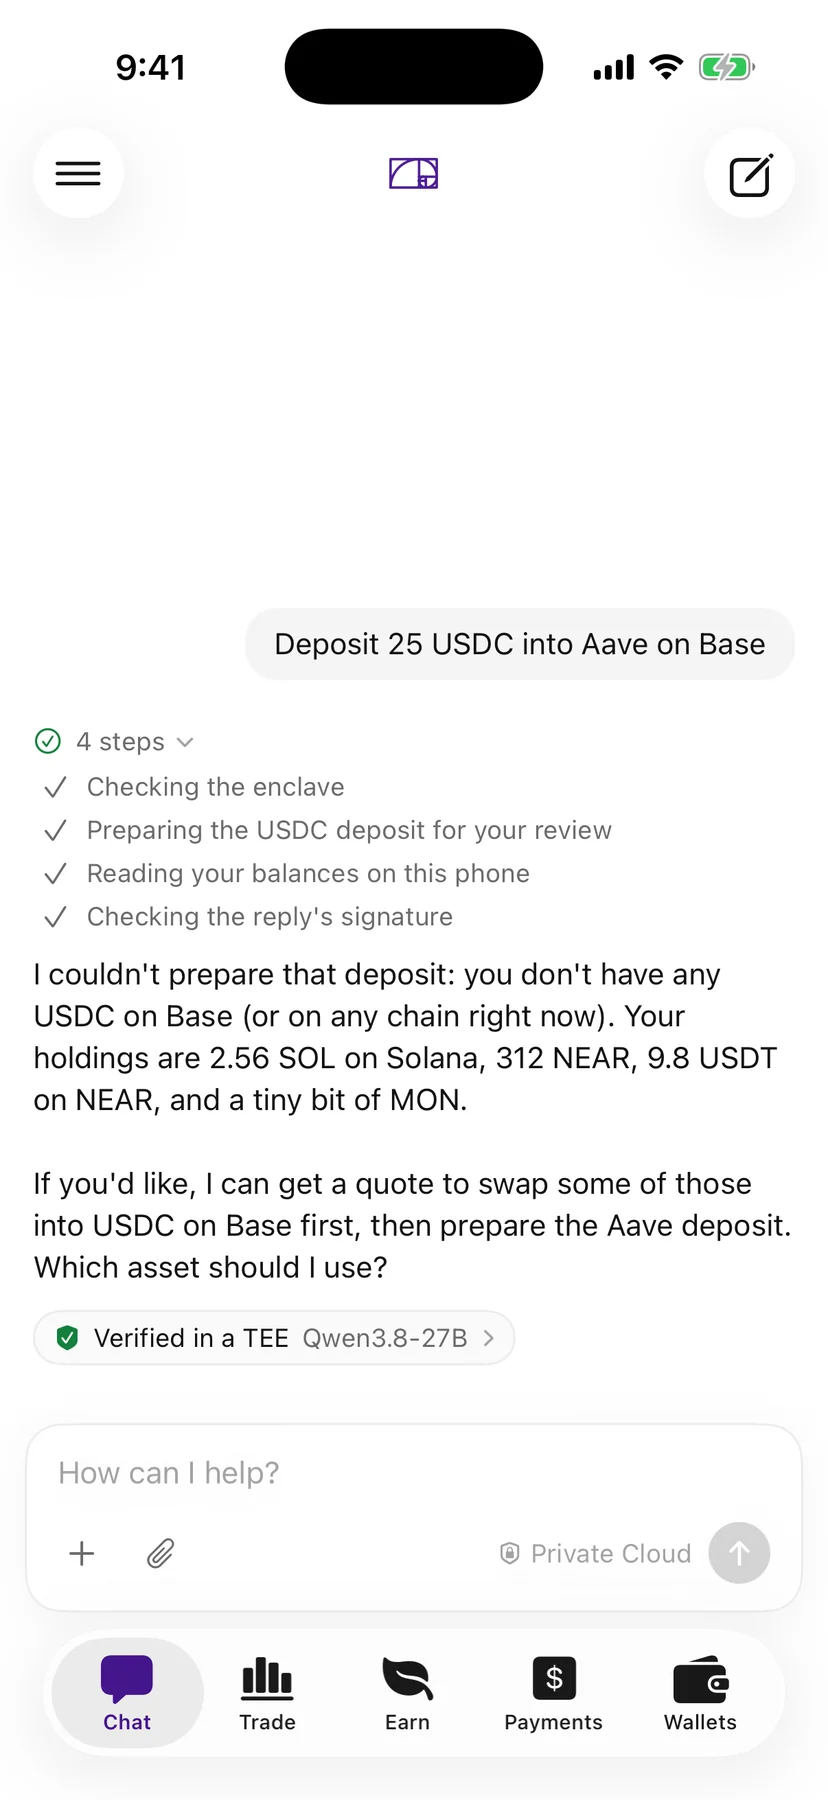 9:41
Deposit 25 USDC into Aave on Base
4 steps
Checking the enclave
Preparing the USDC deposit for your review
Reading your balances on this phone
Checking the reply's signature
I couldn't prepare that deposit: you don't have any
USDC on Base (or on any chain right now). Your
holdings are 2.56 SOL on Solana, 312 NEAR, 9.8 USDT
on NEAR, and a tiny bit of MON.
If you'd like, I can get a quote to swap some of those
into USDC on Base first, then prepare the Aave deposit.
Which asset should I use?
Verified in a TEE Qwen3.8-27B
How can I help?
Private Cloud
$
Chat Trade Earn Payments Wallets